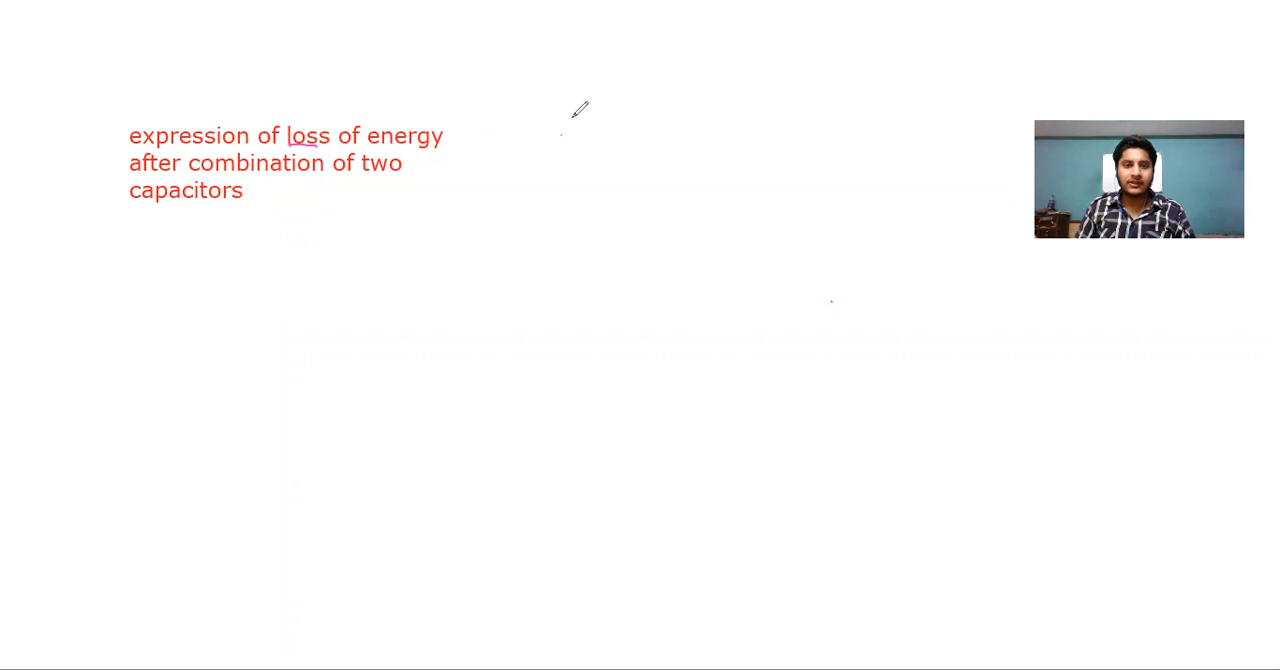 expression of loss of energy
after combination of two
capacitors